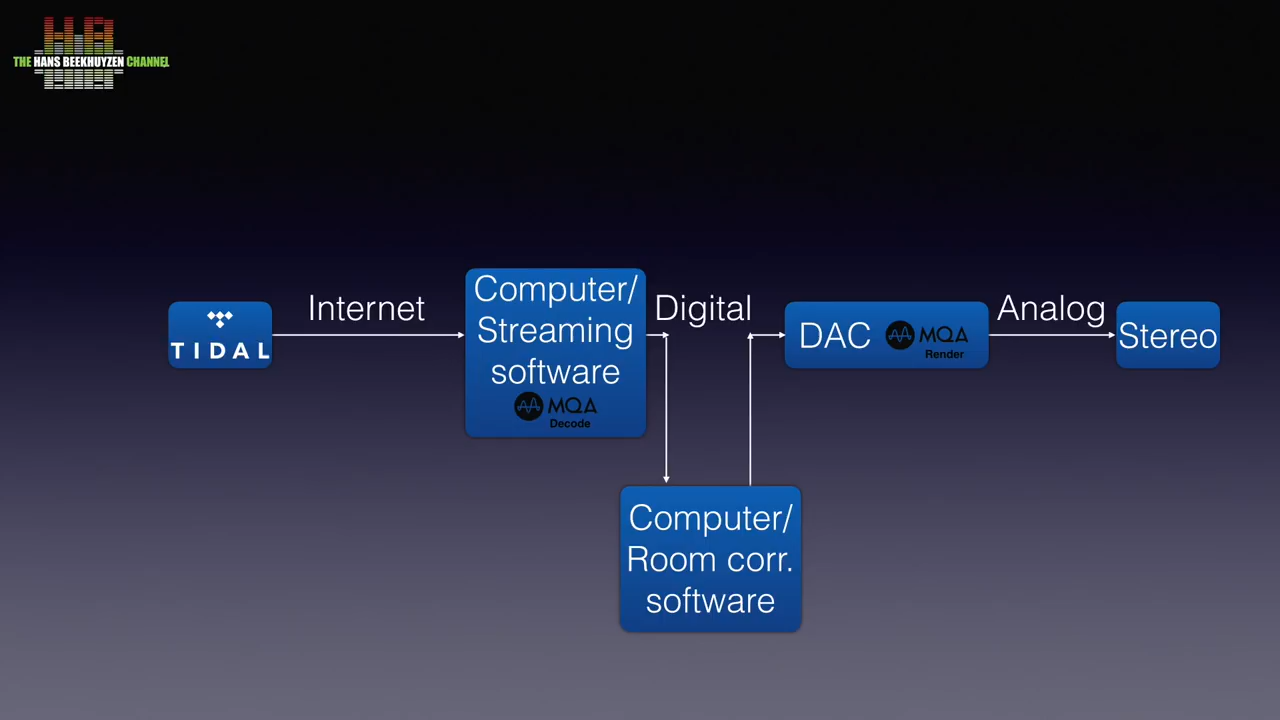 THE HANS BEEKHUYZEN CHANNEL
TIDAL
Internet
Computer/
Streaming
software
MQA
Decode
Digital
Computer/
Room corr.
software
DAC
MQA
Render
Analog
Stereo